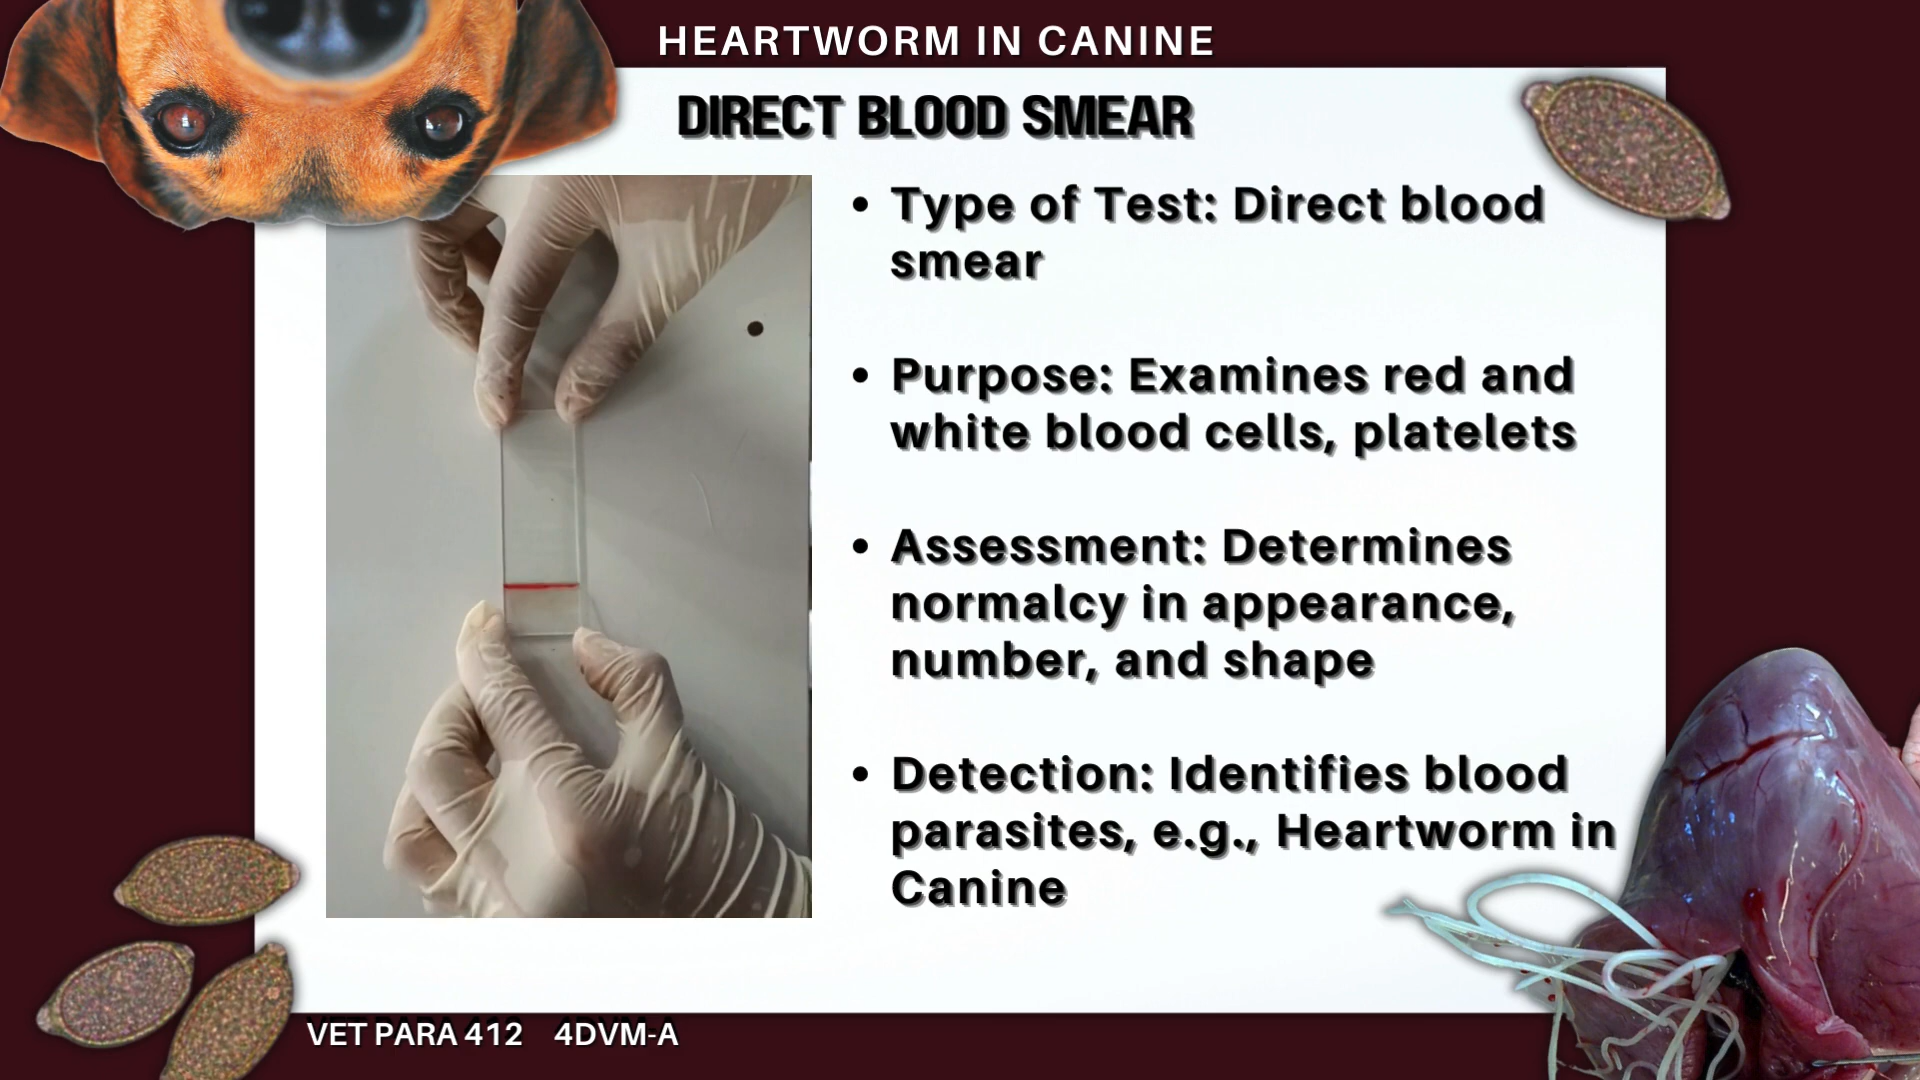 HEARTWORM IN CANINE
DIRECT BLOOD SMEAR
• Type of Test: Direct blood
smear
• Purpose: Examines red and
white blood cells, platelets
• Assessment: Determines
normalcy in appearance,
number, and shape
• Detection: Identifies blood
parasites, e.g., Heartworm in
Canine
VET PARA 412 4DVM-A